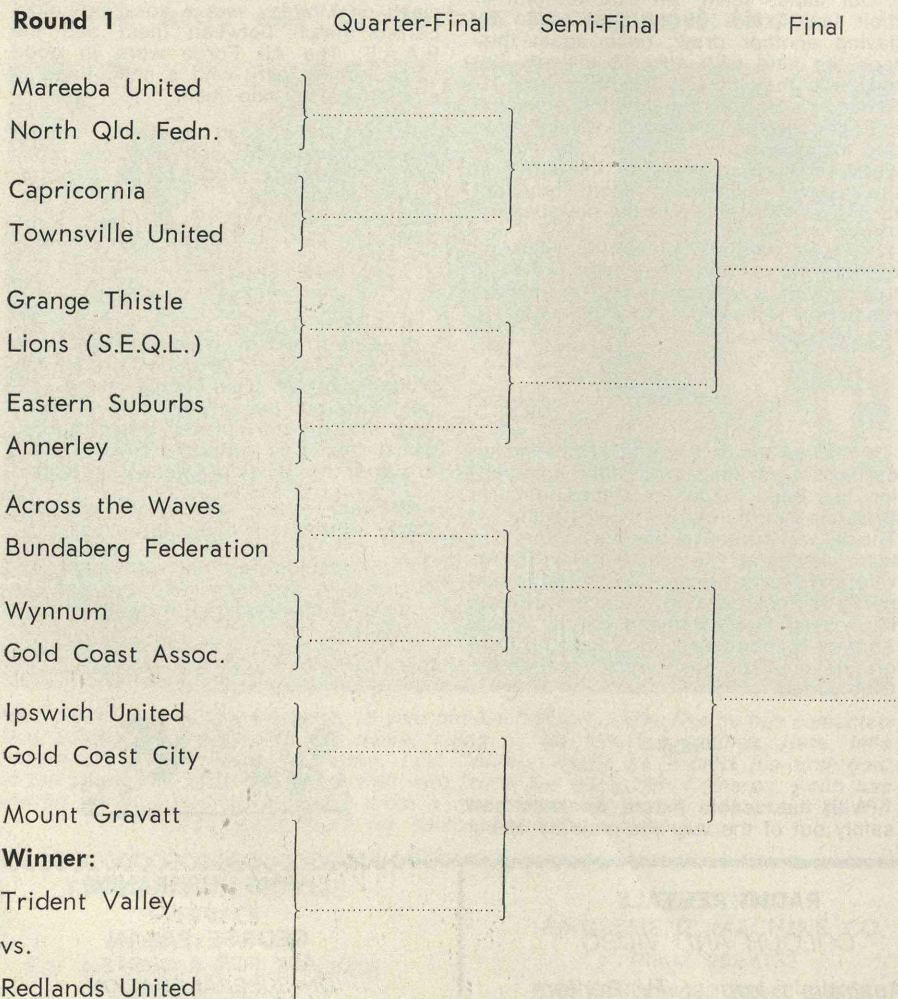 Round 1 Quarter-Final Semi-Final Final
Mareeba United
North Qld. Fedn.
Capricornia
Townsville United
Grange Thistle
Lions (S.E.Q.L.)
Eastern Suburbs
Annerley
Across the Waves
Bundaberg Federation
Wynnum
Gold Coast Assoc.
Ipswich United
Gold Coast City
Mount Gravatt
Winner:
Trident Valley
vs.
Redlands United